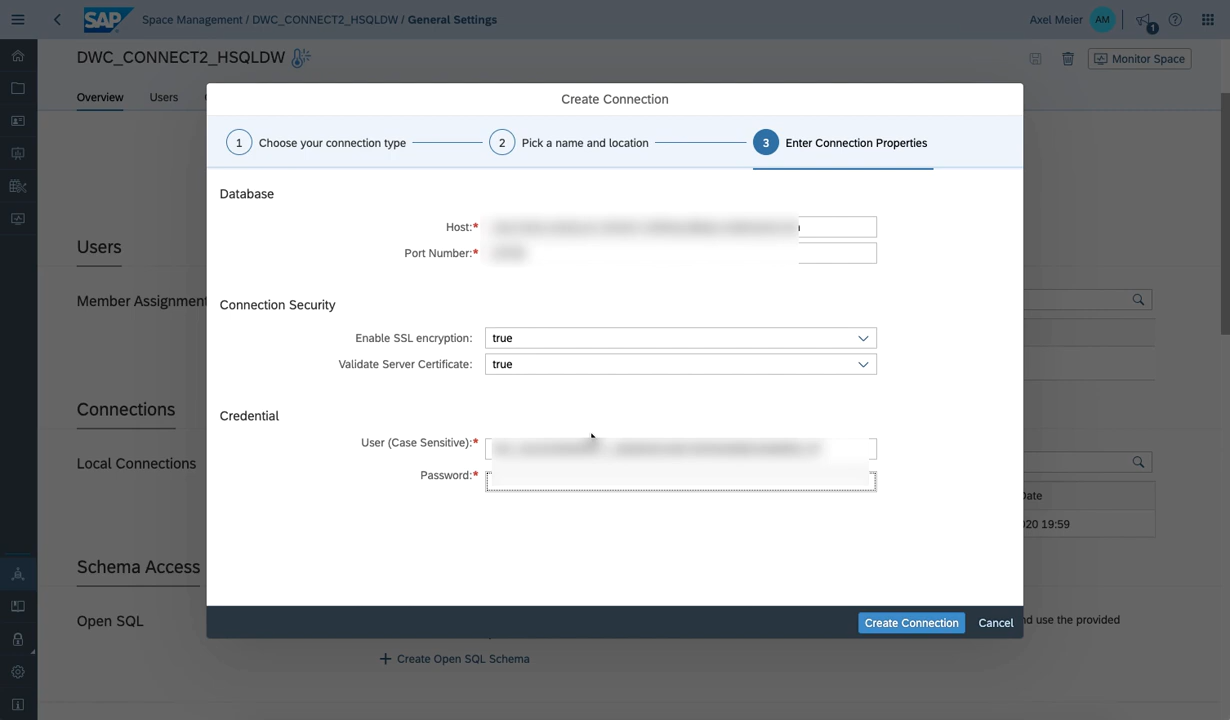 SAP Space Management / DWC_CONNECT2_HSQLDW / General Settings
Axel Meier AM 1
DWC_CONNECT2_HSQLDW
Monitor Space
Overview Users
Create Connection
1 Choose your connection type 2 Pick a name and location 3 Enter Connection Properties
Database
Host:*
Port Number:*
Users
Member Assignment
Connection Security
Enable SSL encryption: true
Validate Server Certificate: true
Connections
Credential
User (Case Sensitive):*
Local Connections
Password:*
Date
020 19:59
Schema Access
Open SQL
Create Connection Cancel
nd use the provided
Create Open SQL Schema